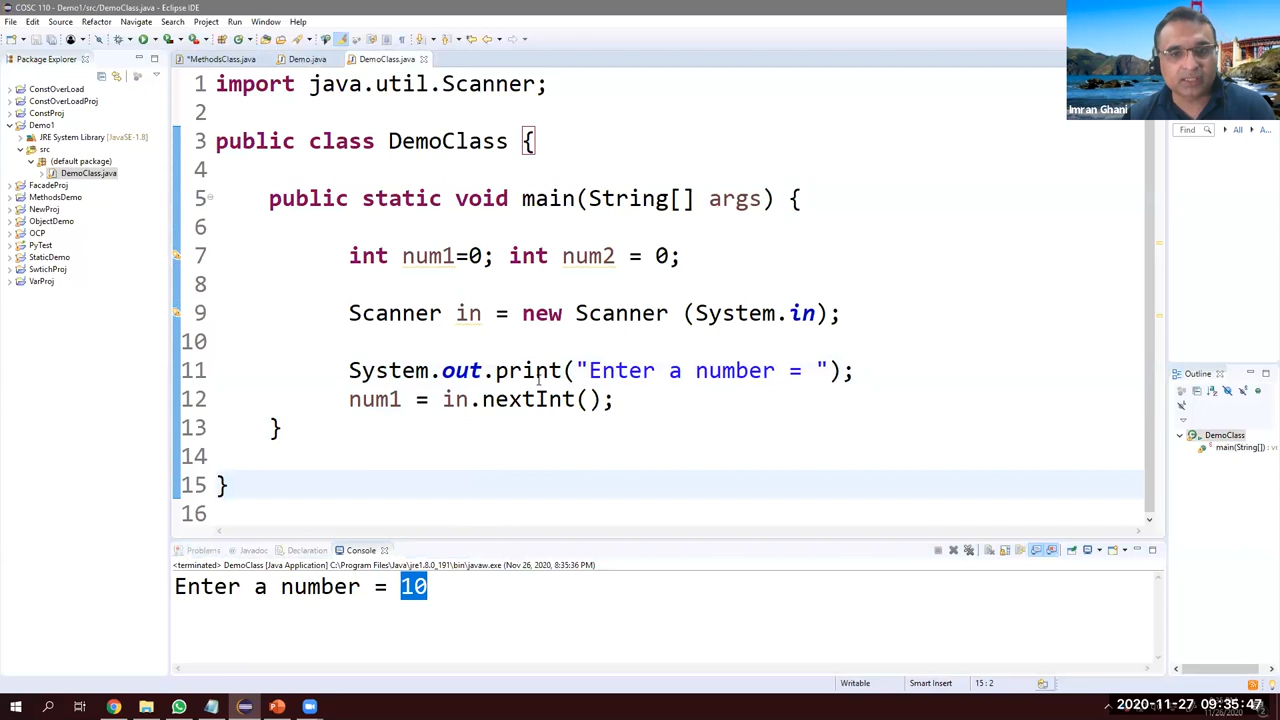 COSC 110 - Demo1/src/DemoClass.java - Eclipse IDE
File Edit Source Refactor Navigate Search Project Run Window Help
Package Explorer
*MethodsClass.java Demo.java DemoClass.java
ConstOverLoad
ConstOverLoadProj
ConstProj
Demo1
JRE System Library [JavaSE-1.8]
src
(default package)
DemoClass.java
FacadeProj
MethodsDemo
NewProj
ObjectDemo
OCP
PyTest
StaticDemo
SwtichProj
VarProj
1 import java.util.Scanner;
2
3 public class DemoClass {
4
5 public static void main(String[] args) {
6
7 int num1=0; int num2 = 0;
8
9 Scanner in = new Scanner (System.in);
10
11 System.out.print("Enter a number = ");
12 num1 = in.nextInt();
13 }
14
15 }
16
Imran Ghani
Find All A...
Outline
DemoClass
main(String[]) : v
Problems Javadoc Declaration Console
<terminated> DemoClass [Java Application] C:\Program Files\Java\jre1.8.0_191\bin\javaw.exe (Nov 26, 2020, 8:35:36 PM)
Enter a number = 10
Writable Smart Insert 15 : 2
2020-11-27 09:35:47